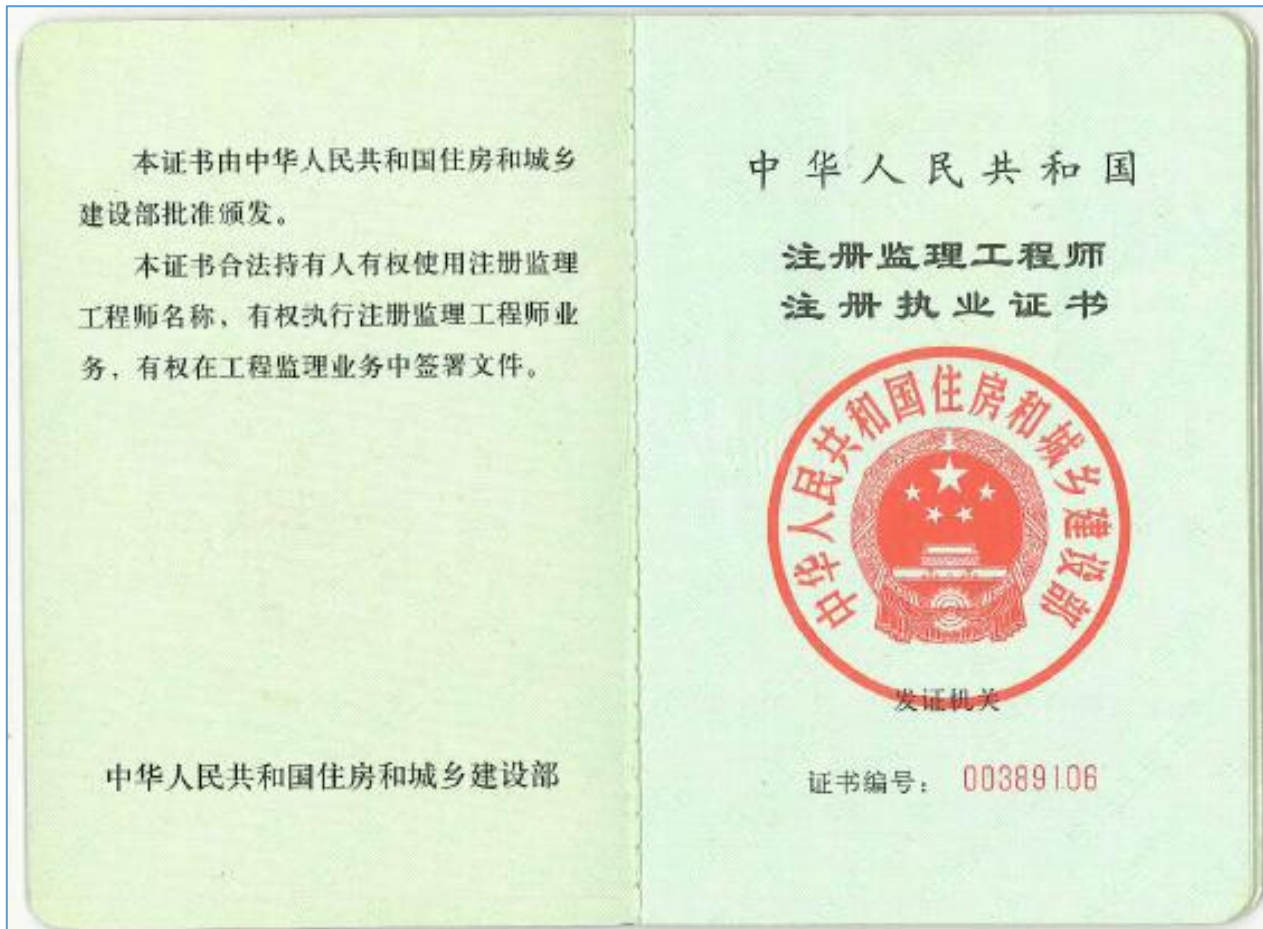 本证书由中华人民共和国住房和城乡
建设部批准颁发。
本证书合法持有人有权使用注册监理
工程师名称、有权执行注册监理工程师业
务，有权在工程监理业务中签署文件。
中华人民共和国住房和城乡建设部
中华人民共和国
注册监理工程师
注册执业证书
中华人民共和国住房和城乡建设部
发证机关
证书编号： 00389106